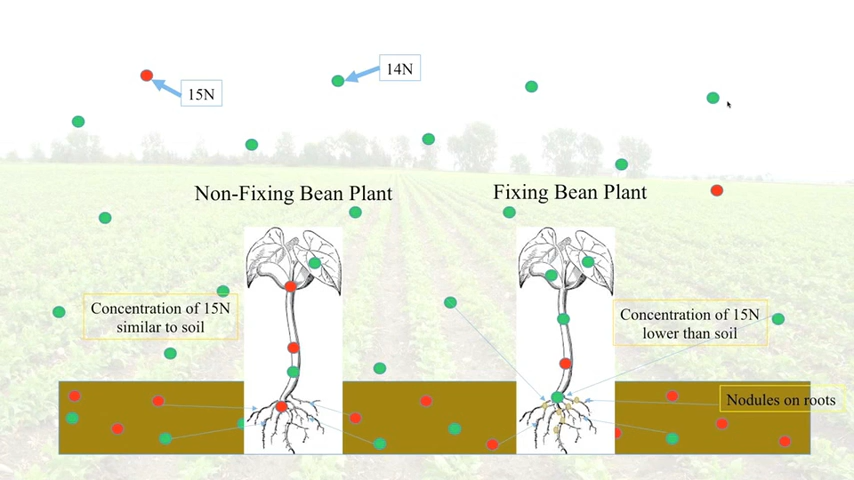 14N
15N
Non-Fixing Bean Plant
Fixing Bean Plant
Concentration of 15N
similar to soil
Concentration of 15N
lower than soil
Nodules on roots